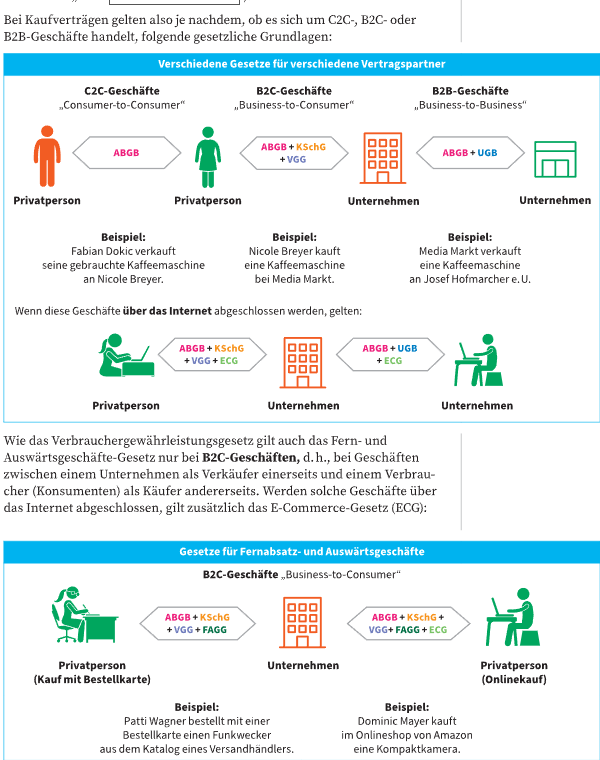 Bei Kaufverträgen gelten also je nachdem, ob es sich um C2C-, B2C- oder
B2B-Geschäfte handelt, folgende gesetzliche Grundlagen:
Verschiedene Gesetze für verschiedene Vertragspartner
C2C-Geschäfte
„Consumer-to-Consumer“
B2C-Geschäfte
„Business-to-Consumer“
B2B-Geschäfte
„Business-to-Business“
ABGB
ABGB + KSchG
+ VGG
ABGB + UGB
Privatperson
Privatperson
Unternehmen
Unternehmen
Beispiel:
Fabian Dokic verkauft
seine gebrauchte Kaffeemaschine
an Nicole Breyer.
Beispiel:
Nicole Breyer kauft
eine Kaffeemaschine
bei Media Markt.
Beispiel:
Media Markt verkauft
eine Kaffeemaschine
an Josef Hofmarcher e. U.
Wenn diese Geschäfte über das Internet abgeschlossen werden, gelten:
ABGB + KSchG
+ VGG + ECG
ABGB + UGB
+ ECG
Privatperson
Unternehmen
Unternehmen
Wie das Verbrauchergewährleistungsgesetz gilt auch das Fern- und
Auswärtsgeschäfte-Gesetz nur bei B2C-Geschäften, d. h., bei Geschäften
zwischen einem Unternehmen als Verkäufer einerseits und einem Verbrau-
cher (Konsumenten) als Käufer andererseits. Werden solche Geschäfte über
das Internet abgeschlossen, gilt zusätzlich das E-Commerce-Gesetz (ECG):
Gesetze für Fernabsatz- und Auswärtsgeschäfte
B2C-Geschäfte „Business-to-Consumer“
ABGB + KSchG
+ VGG + FAGG
ABGB + KSchG +
VGG+ FAGG + ECG
Privatperson
(Kauf mit Bestellkarte)
Unternehmen
Privatperson
(Onlinekauf)
Beispiel:
Patti Wagner bestellt mit einer
Bestellkarte einen Funkwecker
aus dem Katalog eines Versandhändlers.
Beispiel:
Dominic Mayer kauft
im Onlineshop von Amazon
eine Kompaktkamera.